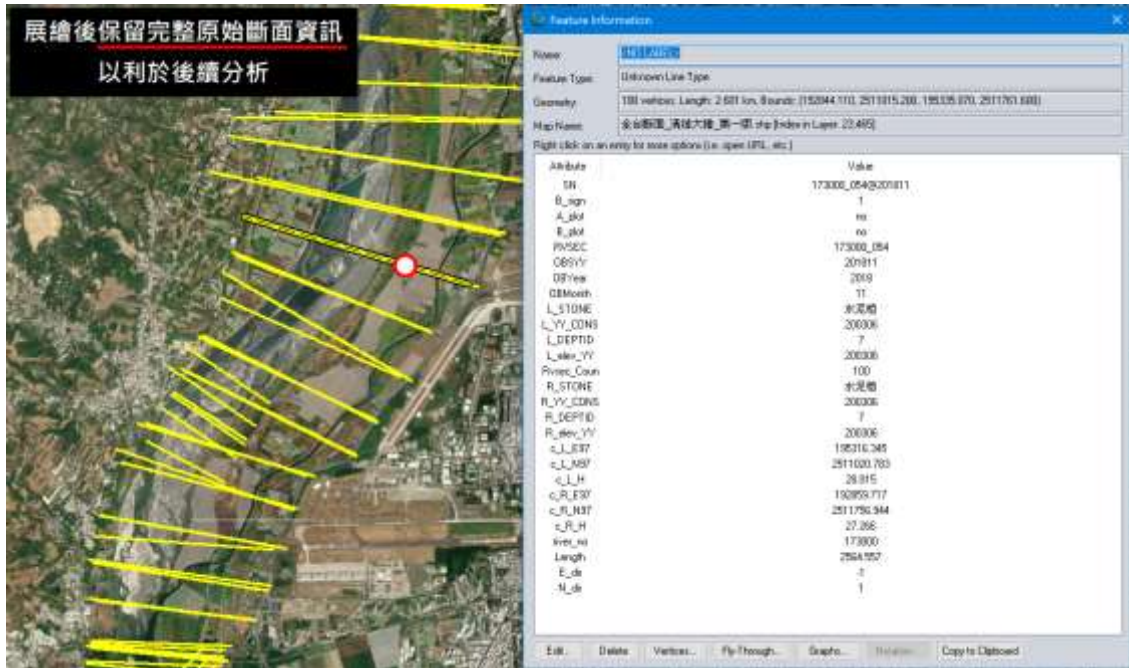 展繪後保留完整原始斷面資訊
以利於後續分析
Feature Information
Name:
Feature Type: Unknown Line Type
Geometry:
Map Name:
Right click on an entry for more options (i.e. open URL, etc.)
Attribute Value
SN 173000_054@201811
B_sign 1
A_plot no
B_plot no
RVSEC 173000_054
OBSYY 201811
OBYear 2018
OBMonth 11
L_STONE 水泥樁
L_YY_CONS 200306
L_DEPTID 7
L_elev_YY 200306
Rvsec_Coun 100
R_STONE 水泥樁
R_YY_CONS 200306
R_DEPTID 7
R_elev_YY 200306
c_L_E97 195316.345
c_L_N97 2511020.783
c_L_H
c_R_E97 192859.717
c_R_N97 2511756.944
c_R_H 27.266
river_no 173000
Length 2564.557
E_dir -1
N_dir 1
Edit... Delete Vertices... Fly-Through... Graphs... Copy to Clipboard